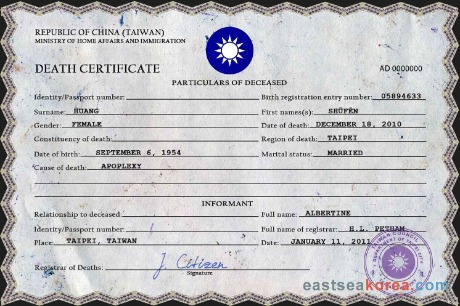 REPUBLIC OF CHINA (TAIWAN)
MINISTRY OF HOME AFFAIRS AND IMMIGRATION
DEATH CERTIFICATE
AD 0000000
PARTICULARS OF DECEASED
Identity/Passport number: Birth registration entry number: 05894633
Surname: HUANG First names(s): SHÚFËN
Gender: FEMALE Date of death: DECEMBER 18, 2010
Constituency of death: Region of death: TAIPEI
Date of birth: SEPTEMBER 6, 1954 Marital status: MARRIED
Cause of death: APOPLEXY
INFORMANT
Relationship to deceased Full name: ALBERTINE
Identity/Passport number: Full name of registrar: H.L. PETHAM
Place: TAIPEI, TAIWAN Date: JANUARY 11, 2011
Registrar of Deaths: J. Citizen
Signature
eastseakorea.com